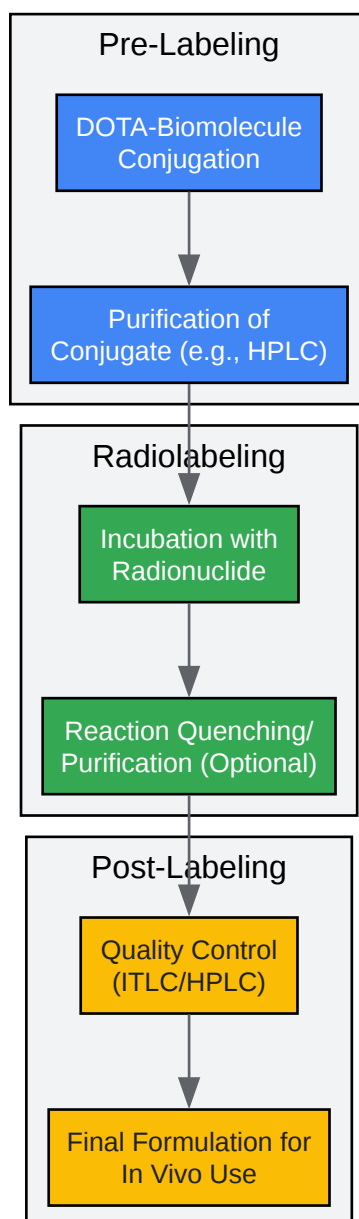 Pre-Labeling
DOTA-Biomolecule
Conjugation
Purification of
Conjugate (e.g., HPLC)
Radiolabeling
Incubation with
Radionuclide
Reaction Quenching/
Purification (Optional)
Post-Labeling
Quality Control
(ITLC/HPLC)
Final Formulation for
In Vivo Use